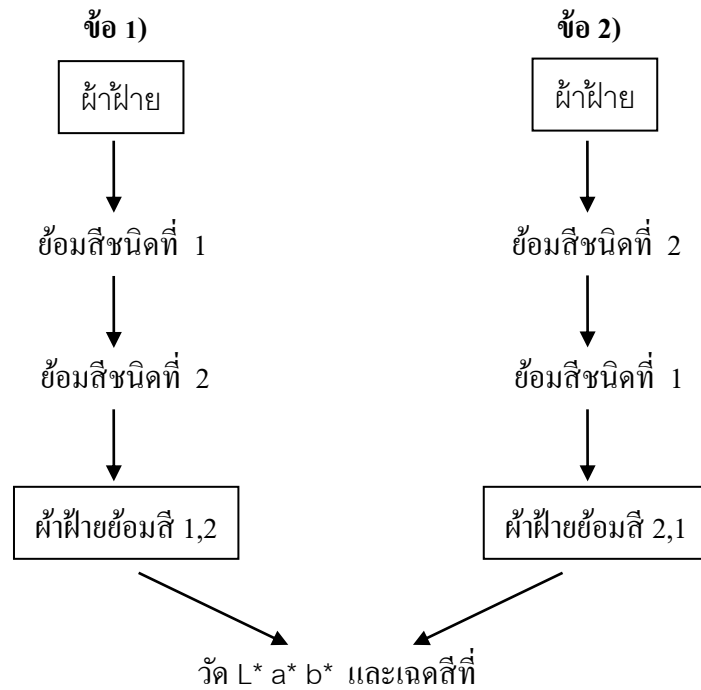 ข้อ 1)
ผ้าฝ้าย
ย้อมสีชนิดที่ 1
ย้อมสีชนิดที่ 2
ผ้าฝ้ายย้อมสี 1,2
ข้อ 2)
ผ้าฝ้าย
ย้อมสีชนิดที่ 2
ย้อมสีชนิดที่ 1
ผ้าฝ้ายย้อมสี 2,1
วัด L* a* b* และเฉดสีที่